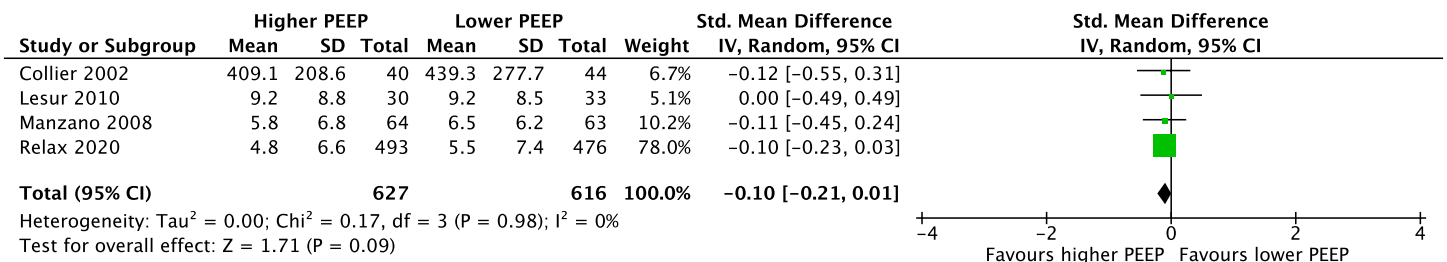 Higher PEEP Lower PEEP Std. Mean Difference Std. Mean Difference
Study or Subgroup Mean SD Total Mean SD Total Weight IV, Random, 95% CI IV, Random, 95% CI
Collier 2002 409.1 208.6 40 439.3 277.7 44 6.7% −0.12 [−0.55, 0.31]
Lesur 2010 9.2 8.8 30 9.2 8.5 33 5.1% 0.00 [−0.49, 0.49]
Manzano 2008 5.8 6.8 64 6.5 6.2 63 10.2% −0.11 [−0.45, 0.24]
Relax 2020 4.8 6.6 493 5.5 7.4 476 78.0% −0.10 [−0.23, 0.03]
Total (95% CI) 627 616 100.0% −0.10 [−0.21, 0.01]
Heterogeneity: Tau² = 0.00; Chi² = 0.17, df = 3 (P = 0.98); I² = 0%
Test for overall effect: Z = 1.71 (P = 0.09)
−4 −2 0 2 4
Favours higher PEEP Favours lower PEEP